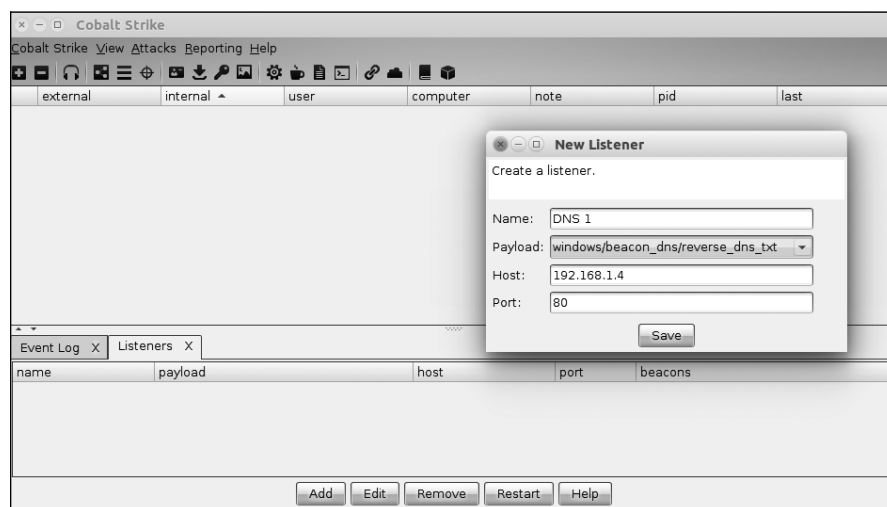 Cobalt Strike
Cobalt Strike View Attacks Reporting Help
external internal user computer note pid last
New Listener
Create a listener.
Name: DNS 1
Payload: windows/beacon_dns/reverse_dns_txt
Host: 192.168.1.4
Port: 80
Save
Event Log X Listeners X
name payload host port beacons
Add Edit Remove Restart Help